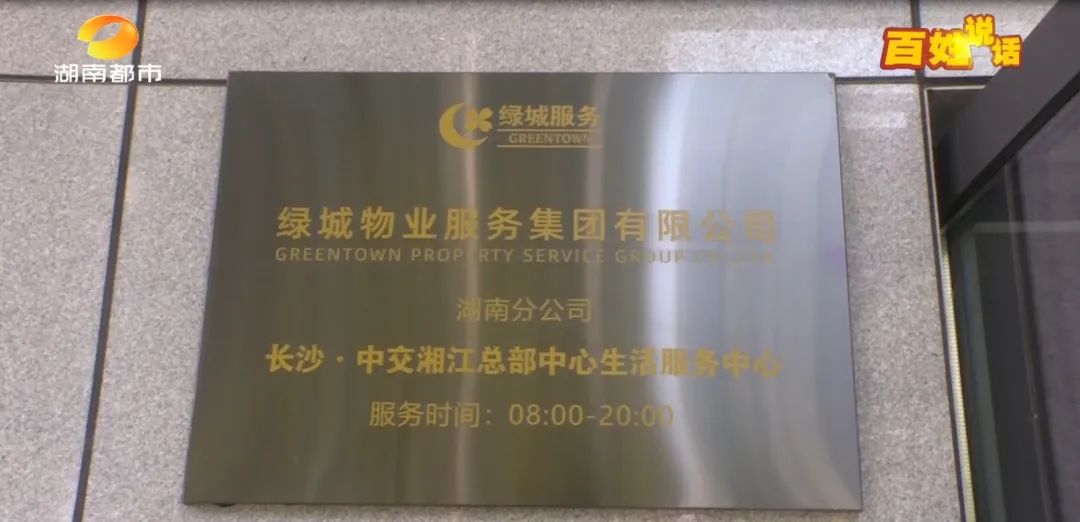 湖南都市
百姓说话
绿城服务
GREENTOWN
绿城物业服务集团有限公司
GREENTOWN PROPERTY SERVICE GROUP CO.,LTD.
湖南分公司
长沙·中交湘江总部中心生活服务中心
服务时间：08:00-20:00